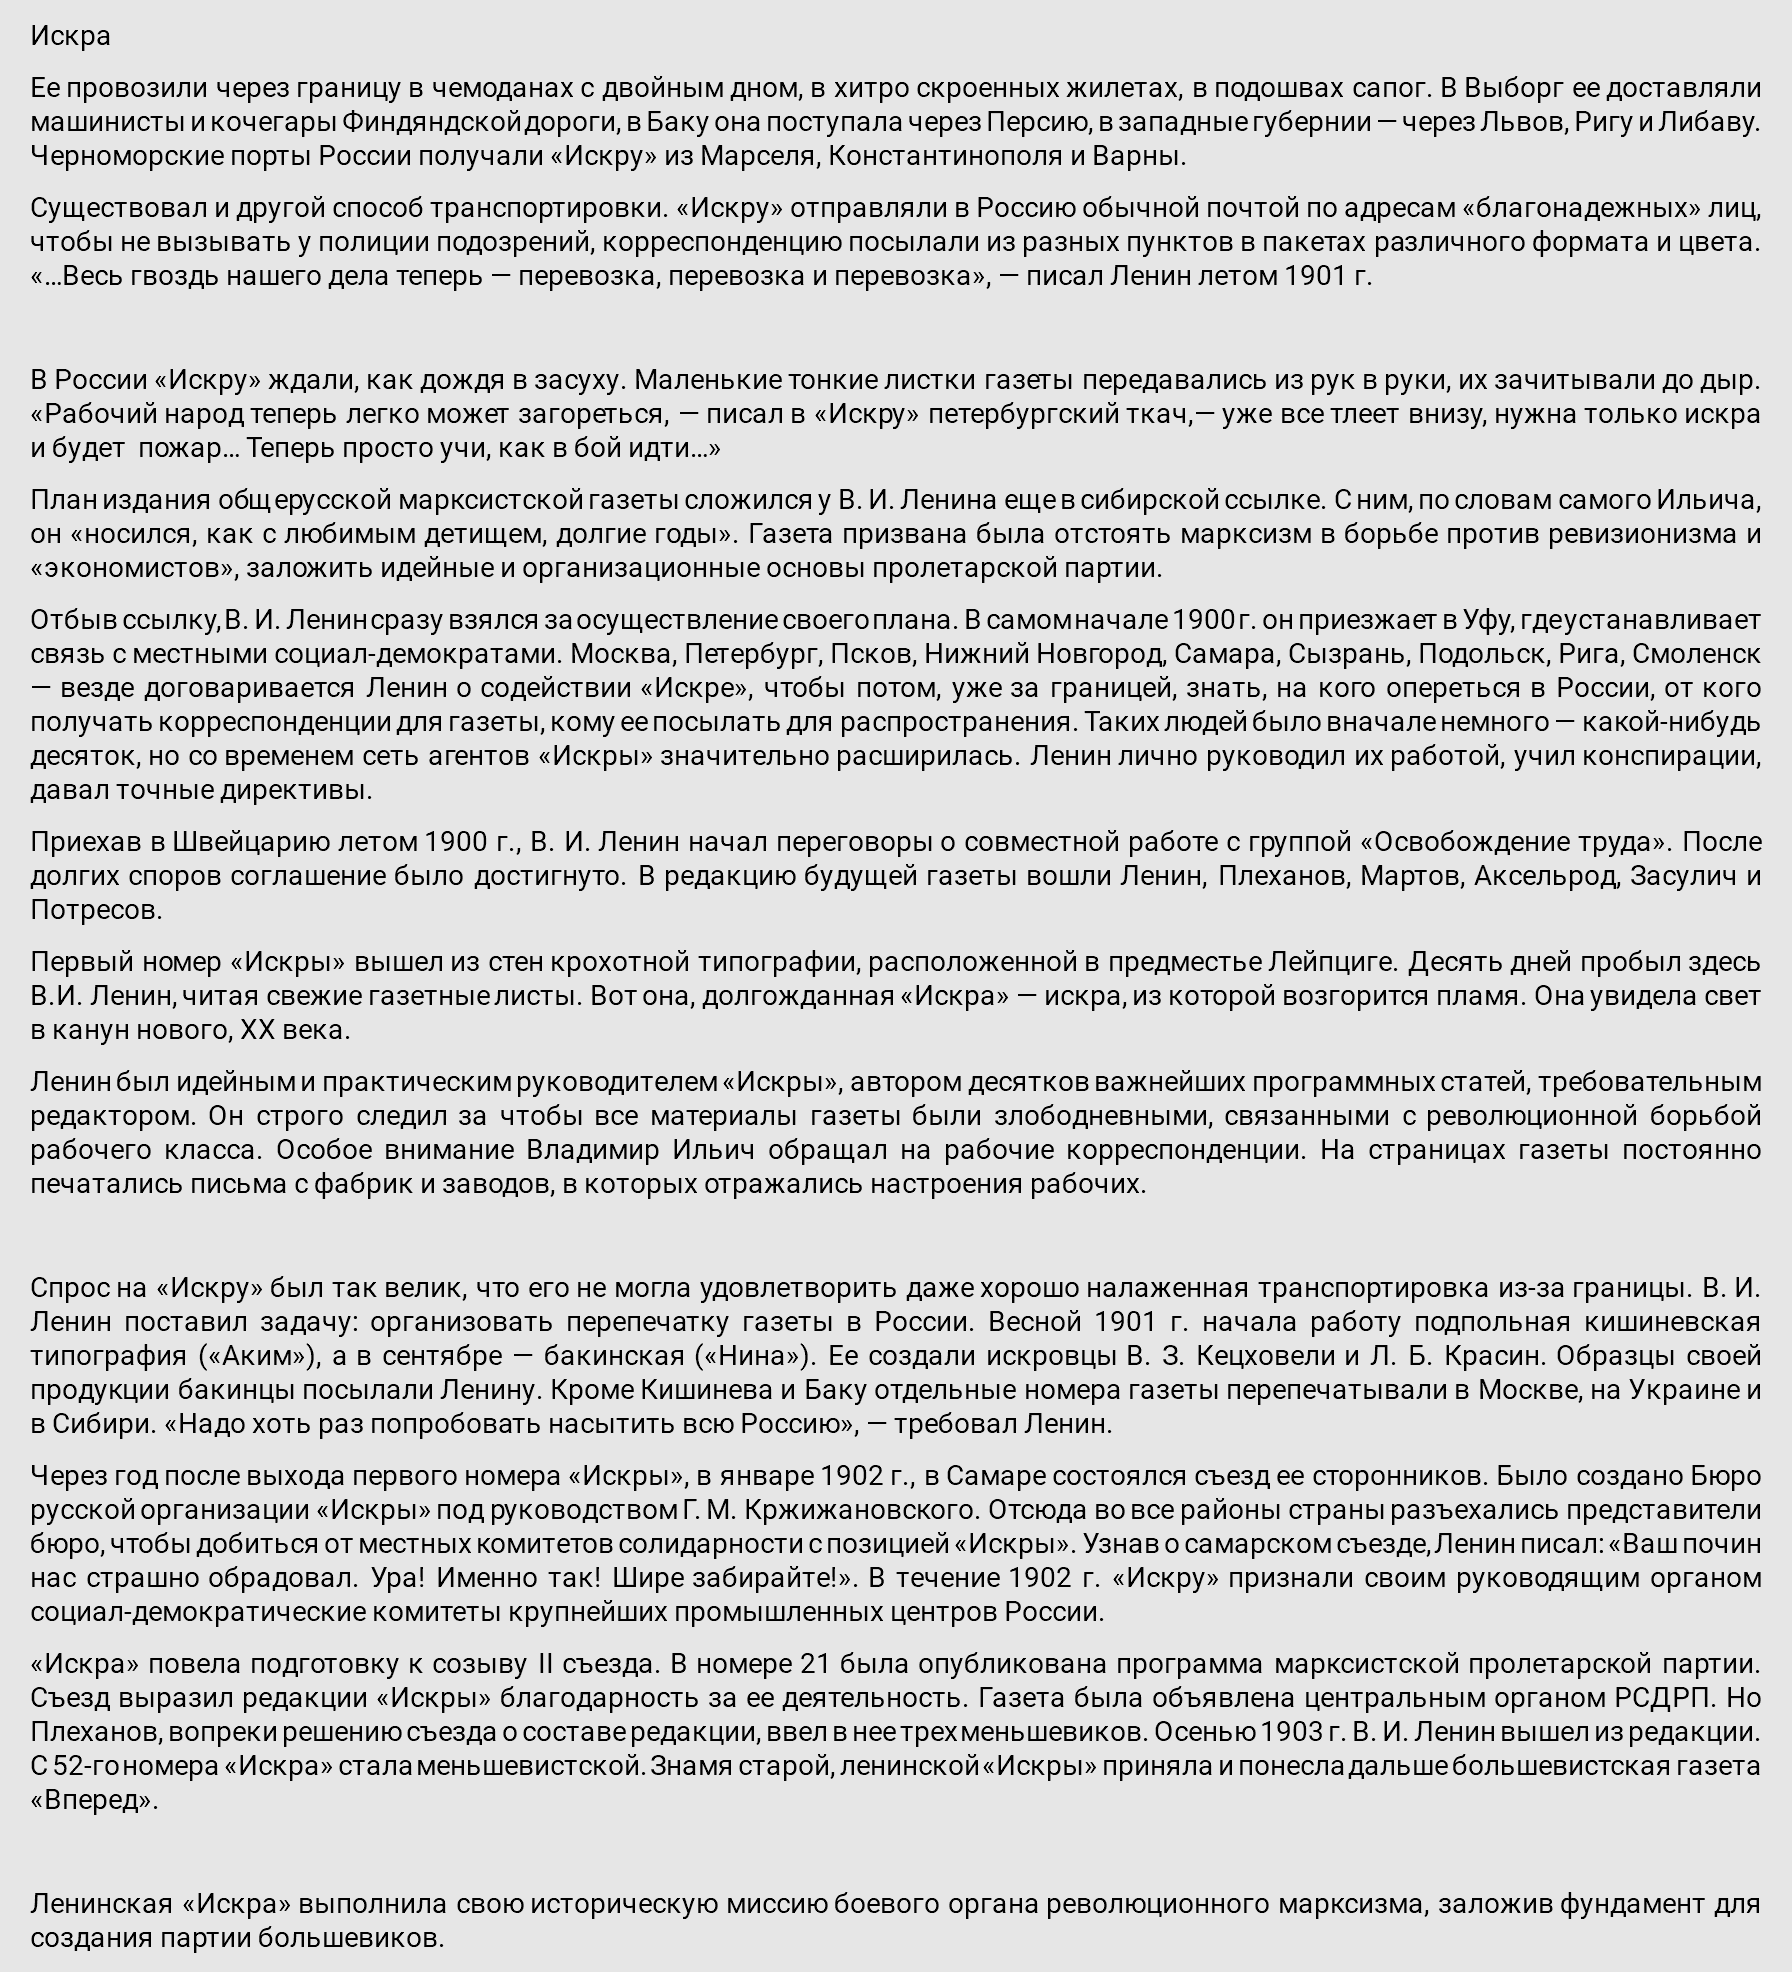 Искра
Ее провозили через границу в чемоданах с двойным дном, в хитро скроенных жилетах, в подошвах сапог. В Выборг ее доставляли
машинисты и кочегары Финдяндской дороги, в Баку она поступала через Персию, в западные губернии — через Львов, Ригу и Либаву.
Черноморские порты России получали «Искру» из Марселя, Константинополя и Варны.
Существовал и другой способ транспортировки. «Искру» отправляли в Россию обычной почтой по адресам «благонадежных» лиц,
чтобы не вызывать у полиции подозрений, корреспонденцию посылали из разных пунктов в пакетах различного формата и цвета.
«…Весь гвоздь нашего дела теперь — перевозка, перевозка и перевозка», — писал Ленин летом 1901 г.
В России «Искру» ждали, как дождя в засуху. Маленькие тонкие листки газеты передавались из рук в руки, их зачитывали до дыр.
«Рабочий народ теперь легко может загореться, — писал в «Искру» петербургский ткач,— уже все тлеет внизу, нужна только искра
и будет пожар… Теперь просто учи, как в бой идти…»
План издания общерусской марксистской газеты сложился у В. И. Ленина еще в сибирской ссылке. С ним, по словам самого Ильича,
он «носился, как с любимым детищем, долгие годы». Газета призвана была отстоять марксизм в борьбе против ревизионизма и
«экономистов», заложить идейные и организационные основы пролетарской партии.
Отбыв ссылку, В. И. Ленин сразу взялся за осуществление своего плана. В самом начале 1900 г. он приезжает в Уфу, где устанавливает
связь с местными социал-демократами. Москва, Петербург, Псков, Нижний Новгород, Самара, Сызрань, Подольск, Рига, Смоленск
— везде договаривается Ленин о содействии «Искре», чтобы потом, уже за границей, знать, на кого опереться в России, от кого
получать корреспонденции для газеты, кому ее посылать для распространения. Таких людей было вначале немного — какой-нибудь
десяток, но со временем сеть агентов «Искры» значительно расширилась. Ленин лично руководил их работой, учил конспирации,
давал точные директивы.
Приехав в Швейцарию летом 1900 г., В. И. Ленин начал переговоры о совместной работе с группой «Освобождение труда». После
долгих споров соглашение было достигнуто. В редакцию будущей газеты вошли Ленин, Плеханов, Мартов, Аксельрод, Засулич и
Потресов.
Первый номер «Искры» вышел из стен крохотной типографии, расположенной в предместье Лейпциге. Десять дней пробыл здесь
В.И. Ленин, читая свежие газетные листы. Вот она, долгожданная «Искра» — искра, из которой возгорится пламя. Она увидела свет
в канун нового, XX века.
Ленин был идейным и практическим руководителем «Искры», автором десятков важнейших программных статей, требовательным
редактором. Он строго следил за чтобы все материалы газеты были злободневными, связанными с революционной борьбой
рабочего класса. Особое внимание Владимир Ильич обращал на рабочие корреспонденции. На страницах газеты постоянно
печатались письма с фабрик и заводов, в которых отражались настроения рабочих.
Спрос на «Искру» был так велик, что его не могла удовлетворить даже хорошо налаженная транспортировка из-за границы. В. И.
Ленин поставил задачу: организовать перепечатку газеты в России. Весной 1901 г. начала работу подпольная кишиневская
типография («Аким»), а в сентябре — бакинская («Нина»). Ее создали искровцы В. З. Кецховели и Л. Б. Красин. Образцы своей
продукции бакинцы посылали Ленину. Кроме Кишинева и Баку отдельные номера газеты перепечатывали в Москве, на Украине и
в Сибири. «Надо хоть раз попробовать насытить всю Россию», — требовал Ленин.
Через год после выхода первого номера «Искры», в январе 1902 г., в Самаре состоялся съезд ее сторонников. Было создано Бюро
русской организации «Искры» под руководством Г. М. Кржижановского. Отсюда во все районы страны разъехались представители
бюро, чтобы добиться от местных комитетов солидарности с позицией «Искры». Узнав о самарском съезде, Ленин писал: «Ваш почин
нас страшно обрадовал. Ура! Именно так! Шире забирайте!». В течение 1902 г. «Искру» признали своим руководящим органом
социал-демократические комитеты крупнейших промышленных центров России.
«Искра» повела подготовку к созыву II съезда. В номере 21 была опубликована программа марксистской пролетарской партии.
Съезд выразил редакции «Искры» благодарность за ее деятельность. Газета была объявлена центральным органом РСДРП. Но
Плеханов, вопреки решению съезда о составе редакции, ввел в нее трех меньшевиков. Осенью 1903 г. В. И. Ленин вышел из редакции.
С 52-го номера «Искра» стала меньшевистской. Знамя старой, ленинской «Искры» приняла и понесла дальше большевистская газета
«Вперед».
Ленинская «Искра» выполнила свою историческую миссию боевого органа революционного марксизма, заложив фундамент для
создания партии большевиков.